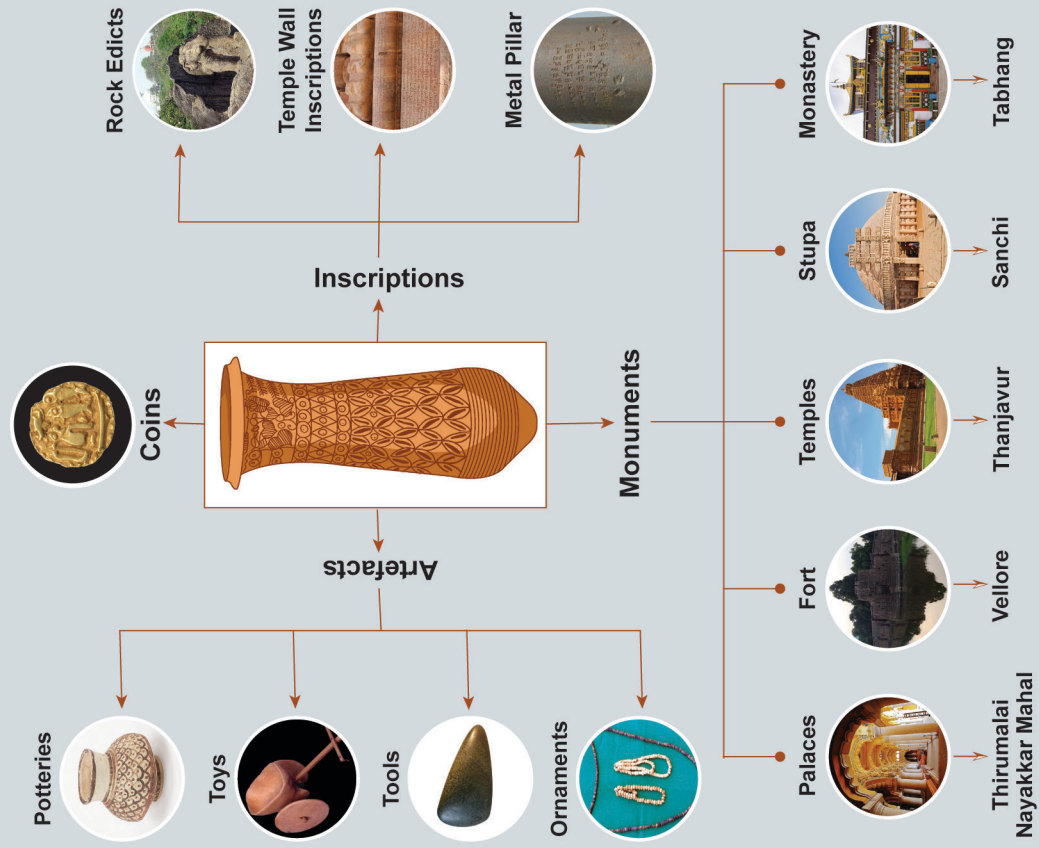 Coins
Artefacts
Potteries
Toys
Tools
Ornaments
Inscriptions
Rock Edicts
Temple Wall
Inscriptions
Metal Pillar
Monuments
Palaces
Fort
Temples
Stupa
Monastery
Thirumalai
Nayakkar Mahal
Vellore
Thanjavur
Sanchi
Tabhang